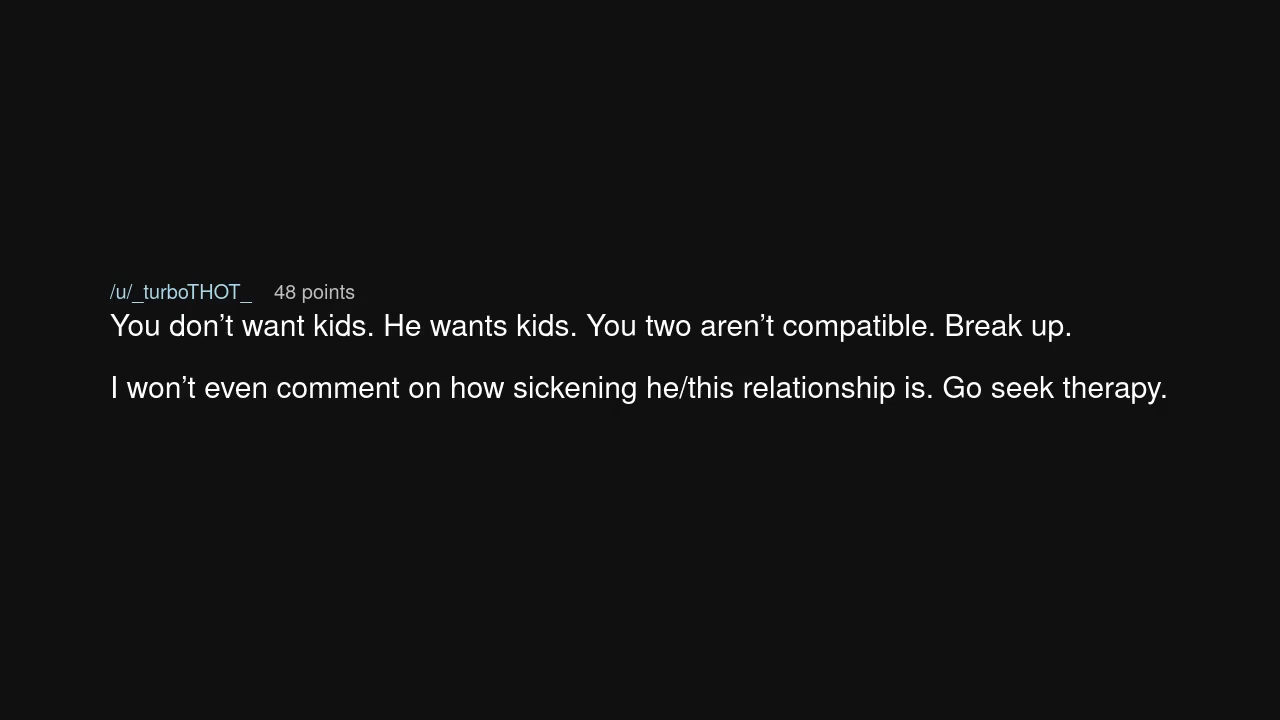 /u/_turboTHOT_ 48 points
You don’t want kids. He wants kids. You two aren’t compatible. Break up.
I won’t even comment on how sickening he/this relationship is. Go seek therapy.